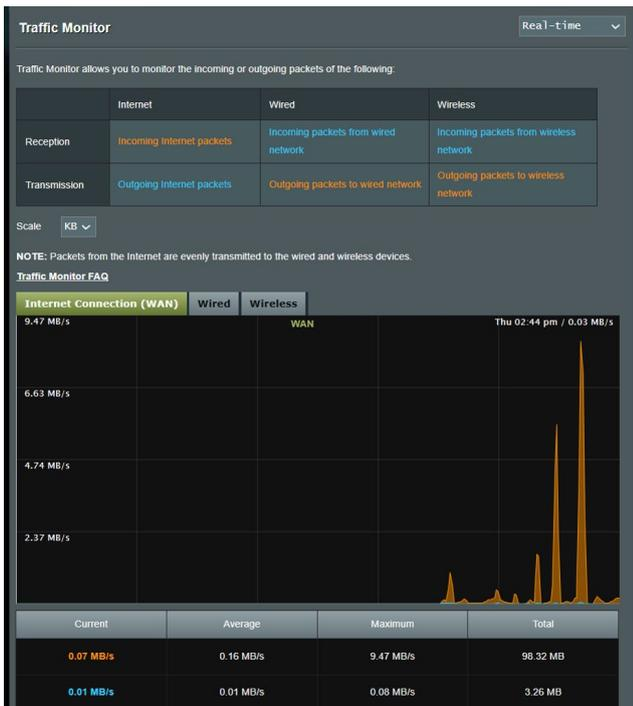 Traffic Monitor
Real-time
Traffic Monitor allows you to monitor the incoming or outgoing packets of the following:
Internet Wired Wireless
Reception Incoming Internet packets Incoming packets from wired network Incoming packets from wireless network
Transmission Outgoing Internet packets Outgoing packets to wired network Outgoing packets to wireless network
Scale KB
NOTE: Packets from the Internet are evenly transmitted to the wired and wireless devices.
Traffic Monitor FAQ
Internet Connection (WAN) Wired Wireless
9.47 MB/s WAN Thu 02:44 pm / 0.03 MB/s
6.63 MB/s
4.74 MB/s
2.37 MB/s
Current Average Maximum Total
0.07 MB/s 0.16 MB/s 9.47 MB/s 98.32 MB
0.01 MB/s 0.01 MB/s 0.08 MB/s 3.26 MB